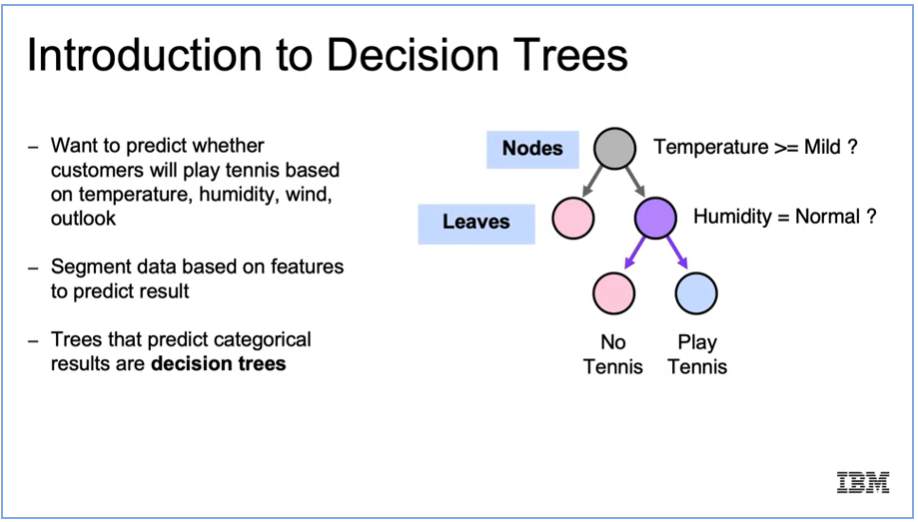 Introduction to Decision Trees
– Want to predict whether
customers will play tennis based
on temperature, humidity, wind,
outlook
– Segment data based on features
to predict result
– Trees that predict categorical
results are decision trees
Nodes
Temperature >= Mild ?
Leaves
Humidity = Normal ?
No
Tennis
Play
Tennis
IBM